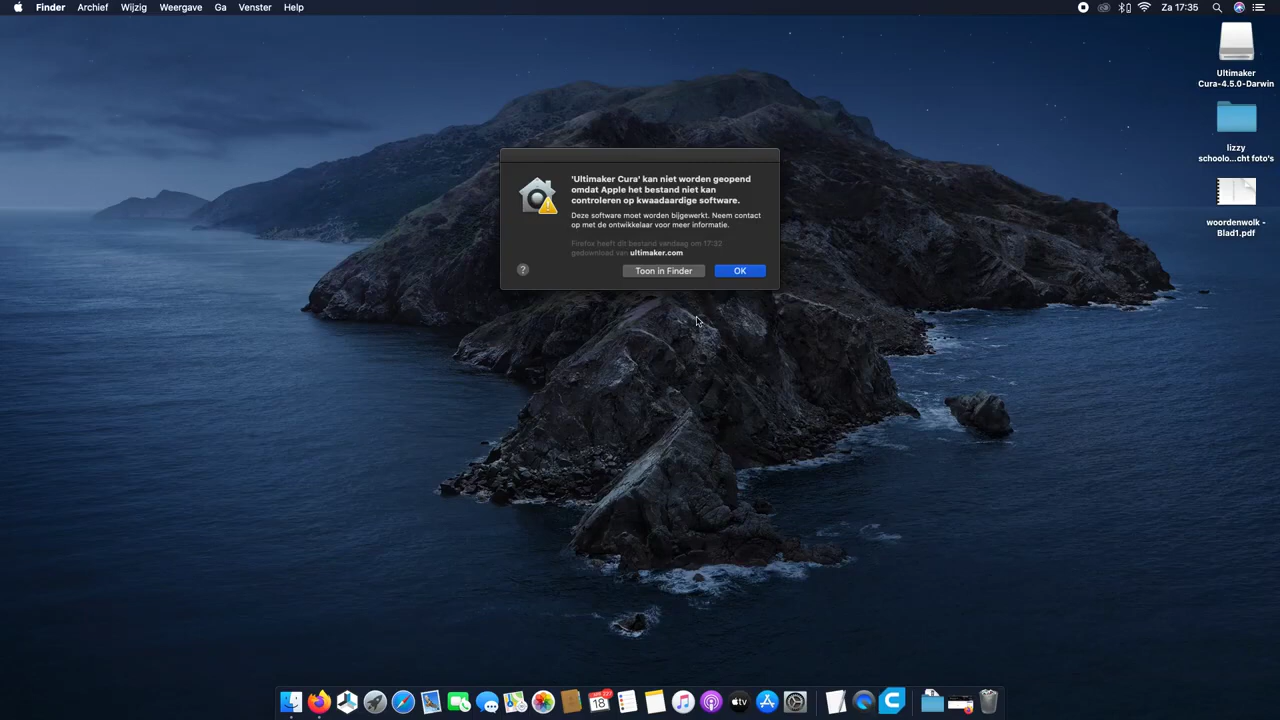 Finder Archief Wijzig Ga Weergave Venster Help
Za 17:35
Ultimaker
Cura-4.5.0-Darwin
lizzy
schoolo...cht foto's
woordenwolk -
Blad1.pdf
'Ultimaker Cura' kan niet worden geopend
omdat Apple het bestand niet kan
controleren op kwaadaardige software.
Deze software moet worden bijgewerkt. Neem contact
op met de ontwikkelaar voor meer informatie.
Firefox heeft dit bestand vandaag om 17:32
gedownload van ultimaker.com
?
Toon in Finder
OK
18